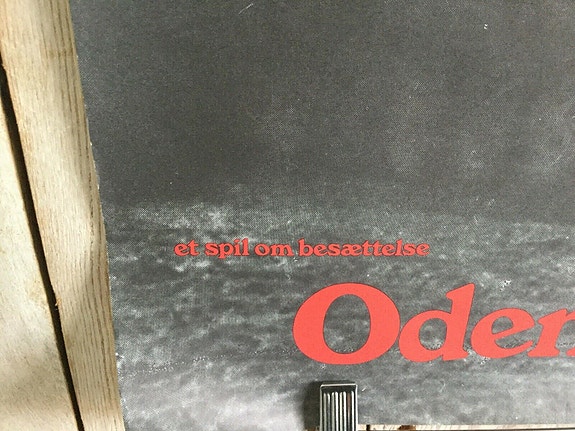 et spil om besættelse
Oden